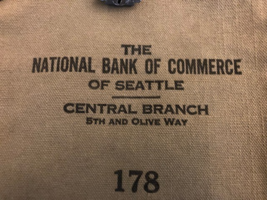 THE
NATIONAL BANK OF COMMERCE
OF SEATTLE
CENTRAL BRANCH
5TH AND OLIVE WAY
178